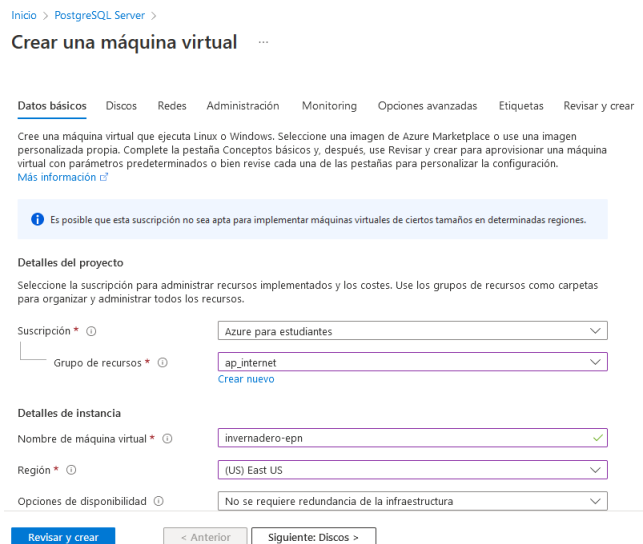 Inicio > PostgreSQL Server >
Crear una máquina virtual ...
Datos básicos Discos Redes Administración Monitoring Opciones avanzadas Etiquetas Revisar y crear
Cree una máquina virtual que ejecuta Linux o Windows. Seleccione una imagen de Azure Marketplace o use una imagen
personalizada propia. Complete la pestaña Conceptos básicos y, después, use Revisar y crear para aprovisionar una máquina
virtual con parámetros predeterminados o bien revise cada una de las pestañas para personalizar la configuración.
Más información
Es posible que esta suscripción no sea apta para implementar máquinas virtuales de ciertos tamaños en determinadas regiones.
Detalles del proyecto
Seleccione la suscripción para administrar recursos implementados y los costes. Use los grupos de recursos como carpetas
para organizar y administrar todos los recursos.
Suscripción * Azure para estudiantes
Grupo de recursos * ap_internet
Crear nuevo
Detalles de instancia
Nombre de máquina virtual * invernadero-epn
Región * (US) East US
Opciones de disponibilidad No se requiere redundancia de la infraestructura
Revisar y crear < Anterior Siguiente: Discos >